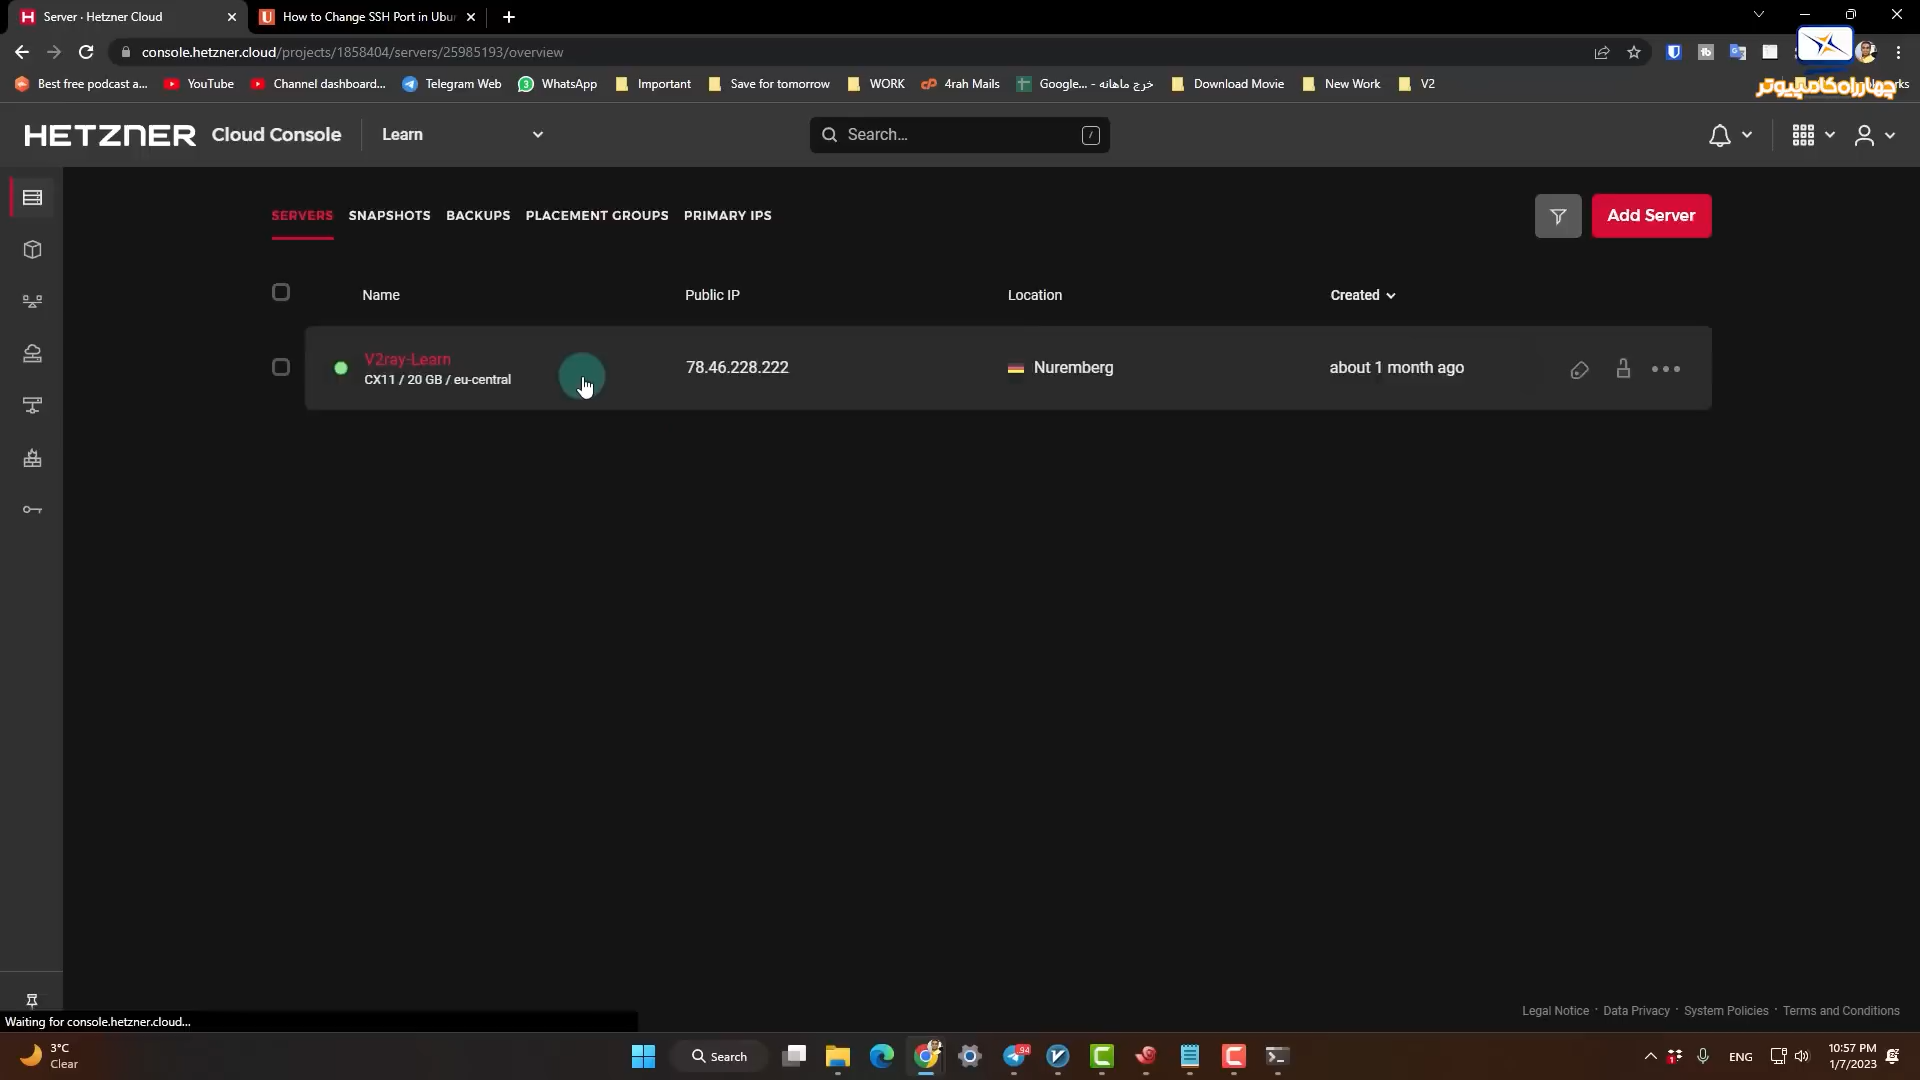 Server · Hetzner Cloud
How to Change SSH Port in Ubun
console.hetzner.cloud/projects/1858404/servers/25985193/overview
Best free podcast a...
YouTube
Channel dashboard...
Telegram Web
WhatsApp
Important
Save for tomorrow
WORK
4rah Mails
Google... - خرج ماهانه
Download Movie
New Work
V2
چهارراه کامپیوتر
HETZNER Cloud Console
Learn
Search...
/
SERVERS
SNAPSHOTS
BACKUPS
PLACEMENT GROUPS
PRIMARY IPS
Add Server
Name
Public IP
Location
Created
V2ray-Learn
CX11 / 20 GB / eu-central
78.46.228.222
Nuremberg
about 1 month ago
Legal Notice · Data Privacy · System Policies · Terms and Conditions
Waiting for console.hetzner.cloud...
3°C
Clear
Search
94
ENG
10:57 PM
1/7/2023